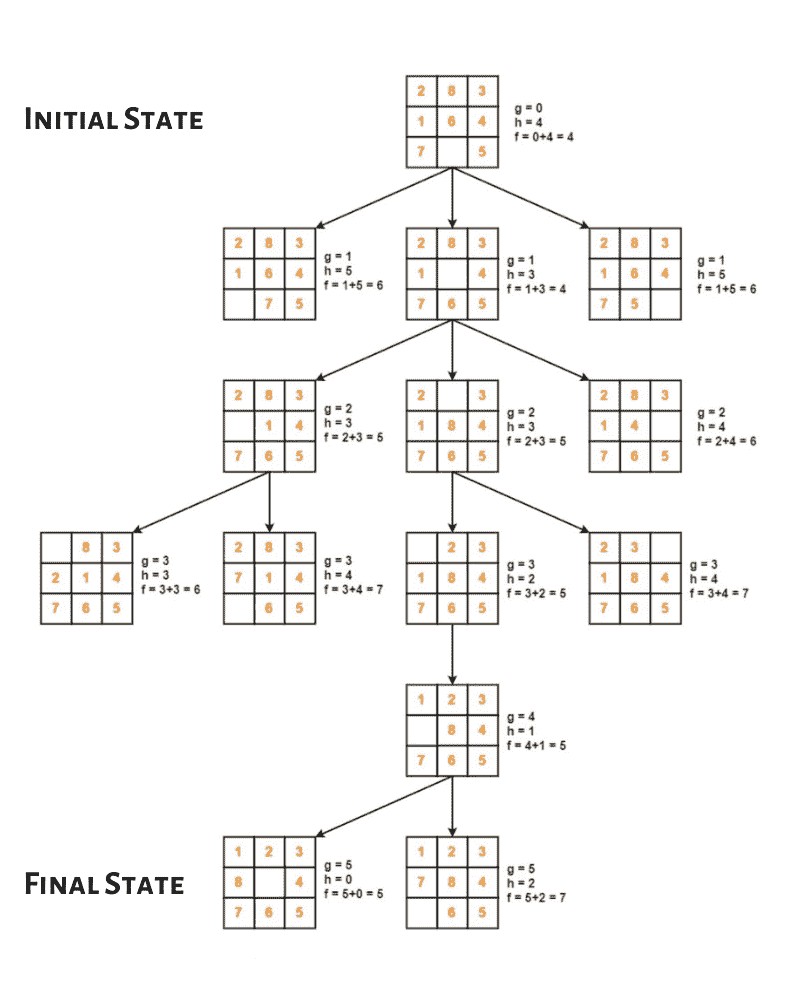 INITIAL STATE
2 8 3
1 6 4
7 5
g = 0
h = 4
f = 0+4 = 4
2 8 3
1 6 4
7 5
g = 1
h = 5
f = 1+5 = 6
2 8 3
1 4
7 6 5
g = 1
h = 3
f = 1+3 = 4
2 8 3
1 6 4
7 5
g = 1
h = 5
f = 1+5 = 6
2 8 3
1 4
7 6 5
g = 2
h = 3
f = 2+3 = 5
2 3
1 8 4
7 6 5
g = 2
h = 3
f = 2+3 = 5
2 8 3
1 4
7 6 5
g = 2
h = 4
f = 2+4 = 6
8 3
2 1 4
7 6 5
g = 3
h = 3
f = 3+3 = 6
2 8 3
7 1 4
6 5
g = 3
h = 4
f = 3+4 = 7
2 3
1 8 4
7 6 5
g = 3
h = 2
f = 3+2 = 5
2 3
1 8 4
7 6 5
g = 3
h = 4
f = 3+4 = 7
1 2 3
8 4
7 6 5
g = 4
h = 1
f = 4+1 = 5
FINAL STATE
1 2 3
8 4
7 6 5
g = 5
h = 0
f = 5+0 = 5
1 2 3
7 8 4
6 5
g = 5
h = 2
f = 5+2 = 7